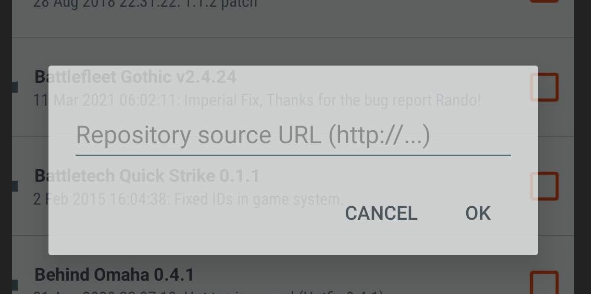 28 Aug 2018 22:31:22: 1.1.2 patch
Battlefleet Gothic v2.4.24
11 Mar 2021 06:02:11: Imperial Fix, Thanks for the bug report Rando!
Repository source URL (http://...)
Battletech Quick Strike 0.1.1
2 Feb 2015 16:04:38: Fixed IDs in game system.
CANCEL OK
Behind Omaha 0.4.1